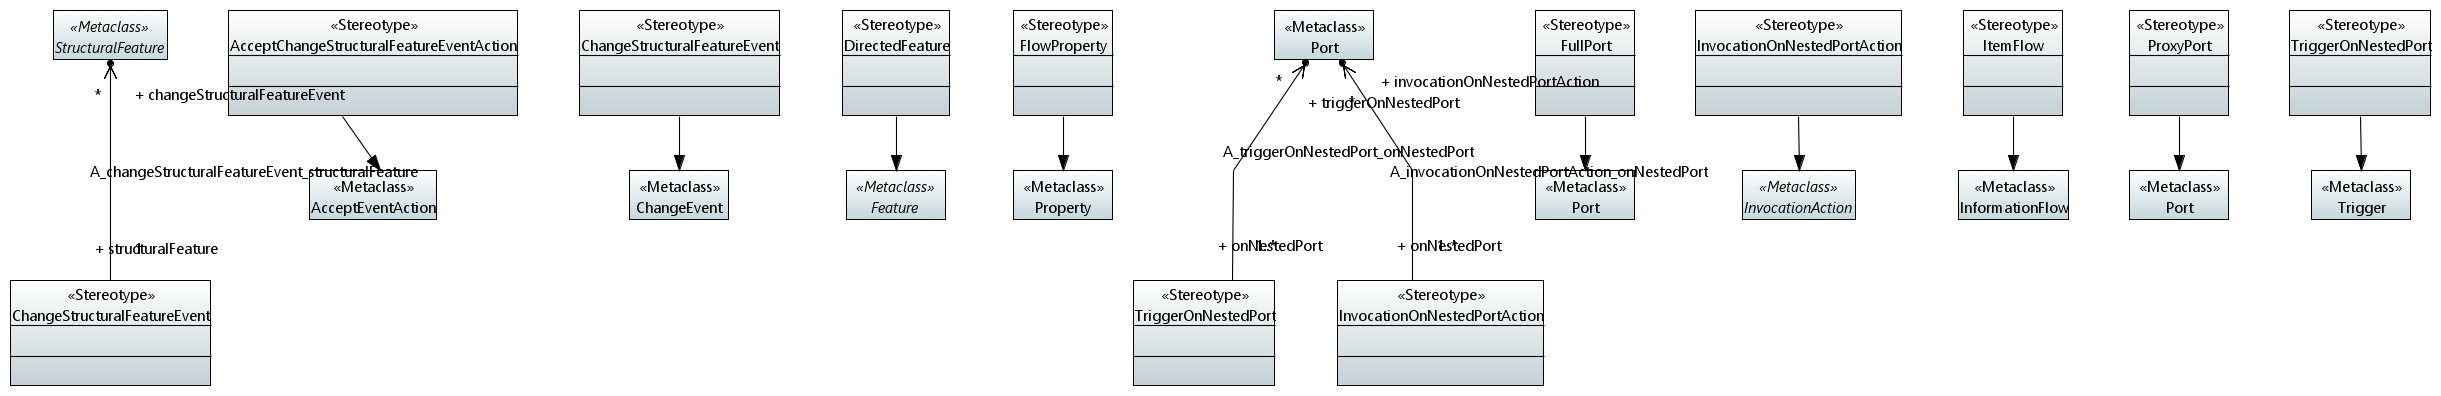 «Metaclass»
StructuralFeature
«Stereotype»
AcceptChangeStructuralFeatureEventAction
«Stereotype»
ChangeStructuralFeatureEvent
«Stereotype»
DirectedFeature
«Stereotype»
FlowProperty
«Metaclass»
Port
«Stereotype»
FullPort
«Stereotype»
InvocationOnNestedPortAction
«Stereotype»
ItemFlow
«Stereotype»
ProxyPort
«Stereotype»
TriggerOnNestedPort
*
+ changeStructuralFeatureEvent
*
+ triggerOnNestedPort
+ invocationOnNestedPortAction
*
A_changeStructuralFeatureEvent_structuralFeature
A_triggerOnNestedPort_onNestedPort
A_invocationOnNestedPortAction_onNestedPort
«Metaclass»
AcceptEventAction
«Metaclass»
ChangeEvent
«Metaclass»
Feature
«Metaclass»
Property
«Metaclass»
Port
«Metaclass»
InvocationAction
«Metaclass»
InformationFlow
«Metaclass»
Port
«Metaclass»
Trigger
+ structuralFeature
1
+ onNestedPort
1..*
+ onNestedPort
1..*
«Stereotype»
ChangeStructuralFeatureEvent
«Stereotype»
TriggerOnNestedPort
«Stereotype»
InvocationOnNestedPortAction